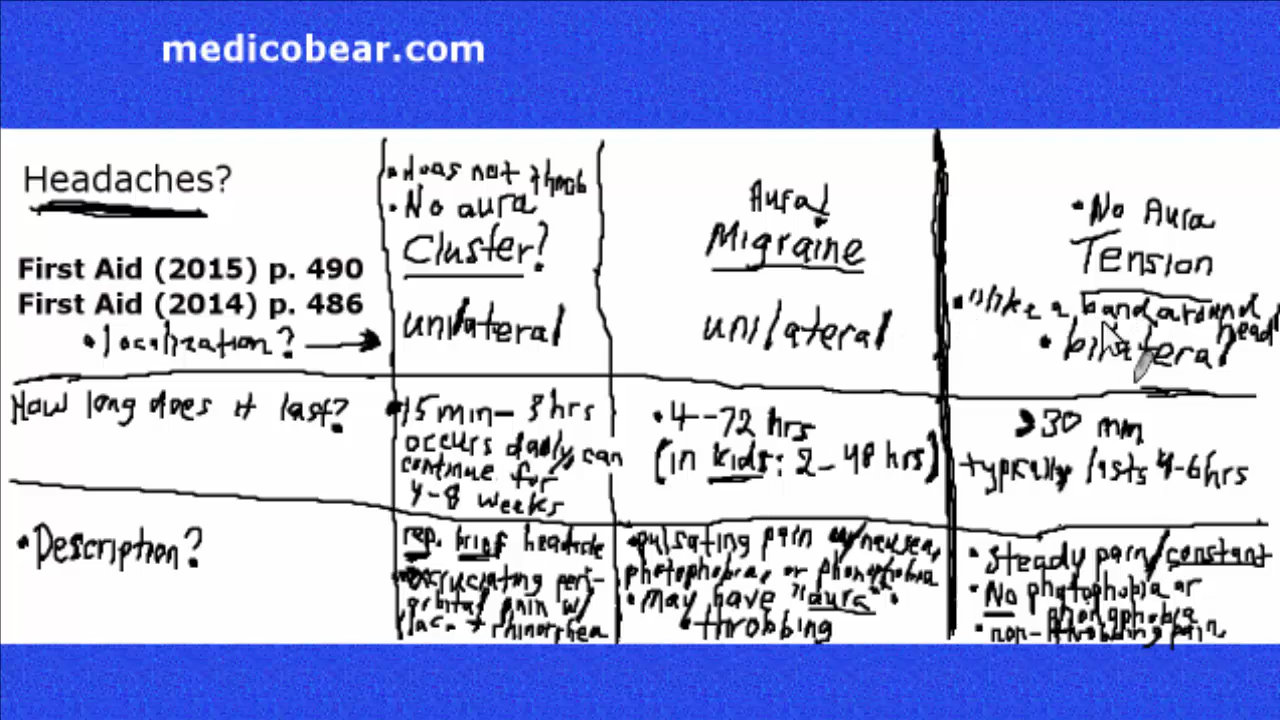 medicobear.com
Headaches?
First Aid (2015) p. 490
First Aid (2014) p. 486
• localization?
• does not throb
• No aura
Cluster?
unilateral
Aura!
Migraine
unilateral
• No Aura
Tension
• "like a band around
head
• bilateral
How long does it last?
• 15 min - 3 hrs
occurs daily, can
continue for
4-8 weeks
• 4--72 hrs
(in kids: 2-48 hrs)
>30 min
typically lasts 4-6 hrs
• Description?
rep. brief headache
• excruciating peri-
orbital pain w/
lac. + rhinorrhea
• pulsating pain w/ nausea,
photophobia, or phonophobia
• may have "aura"
• throbbing
• steady pain/constant
• No photophobia or
phonophobia
• non-throbbing pain